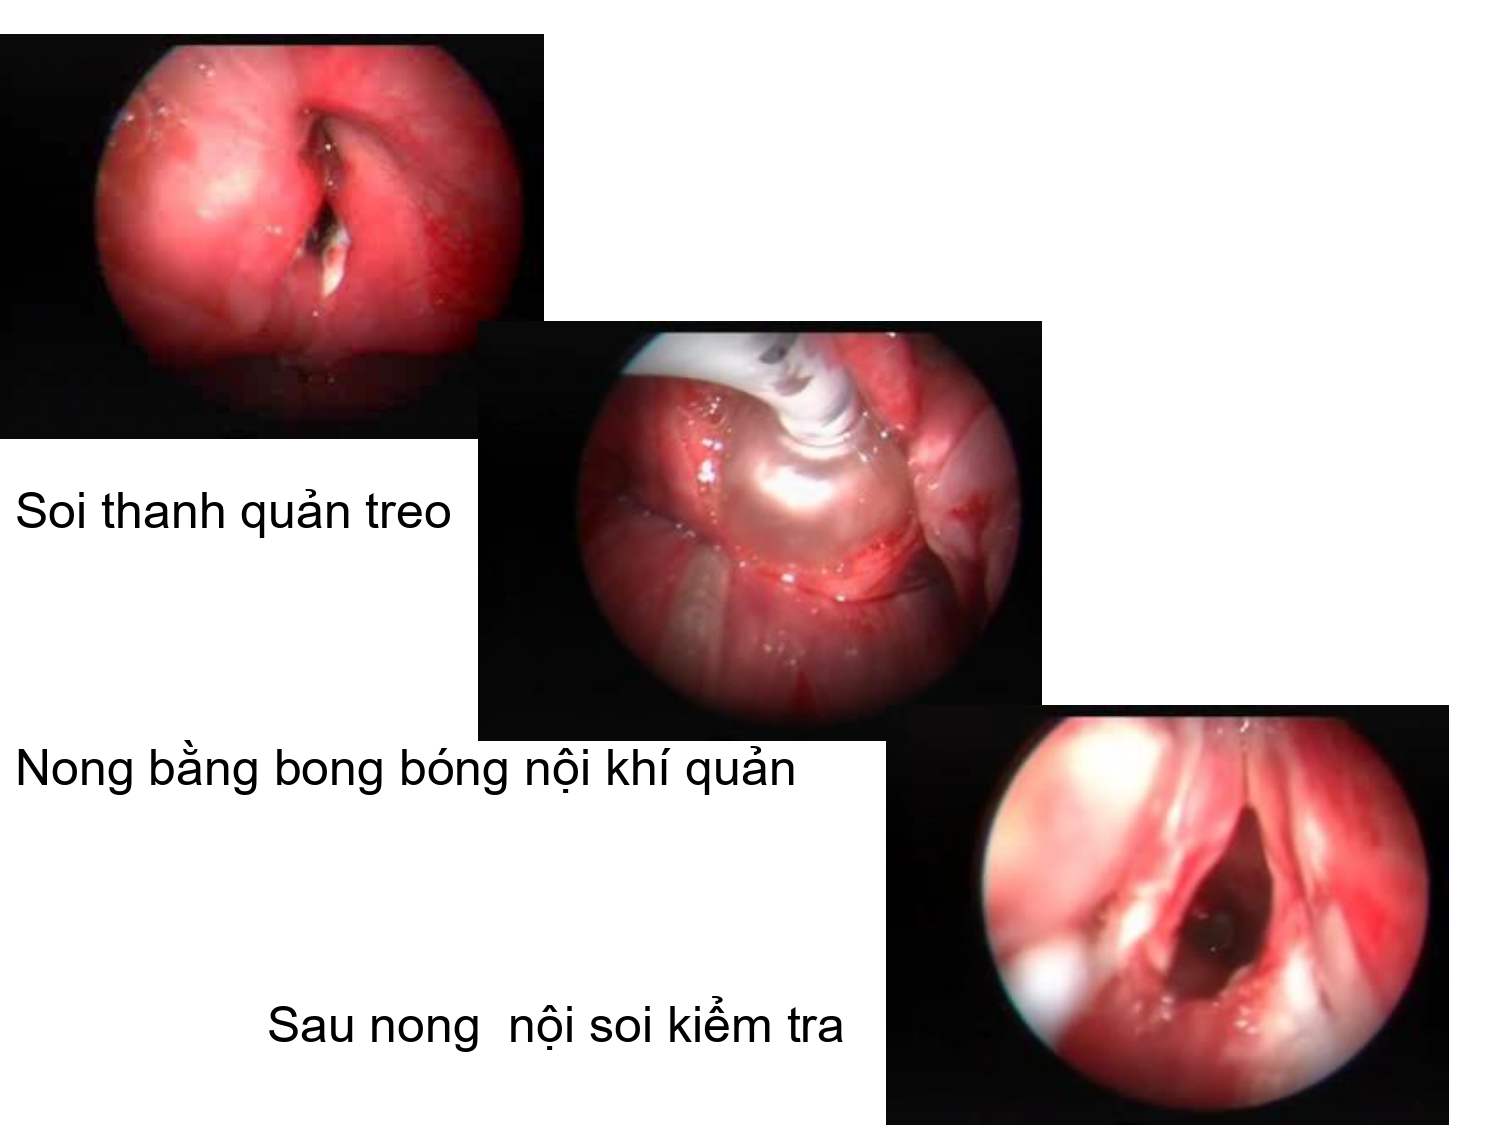 Soi thanh quản treo
Nong bằng bong bóng nội khí quản
Sau nong  nội soi kiểm tra